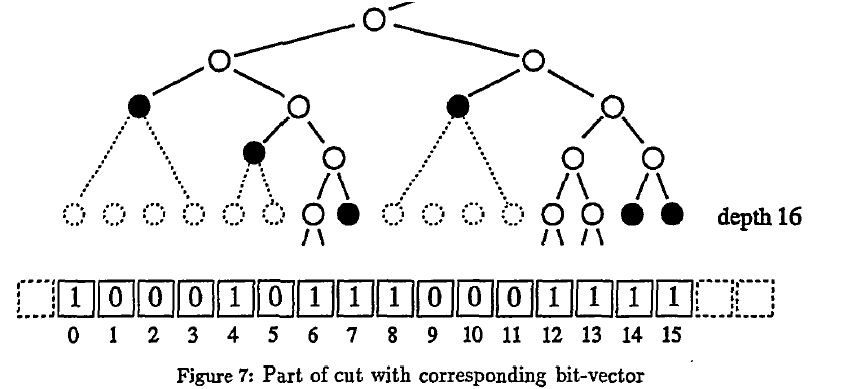 depth 16
1 0 0 0 1 0 1 1 1 0 0 0 1 1 1 1
0 1 2 3 4 5 6 7 8 9 10 11 12 13 14 15
Figure 7: Part of cut with corresponding bit-vector